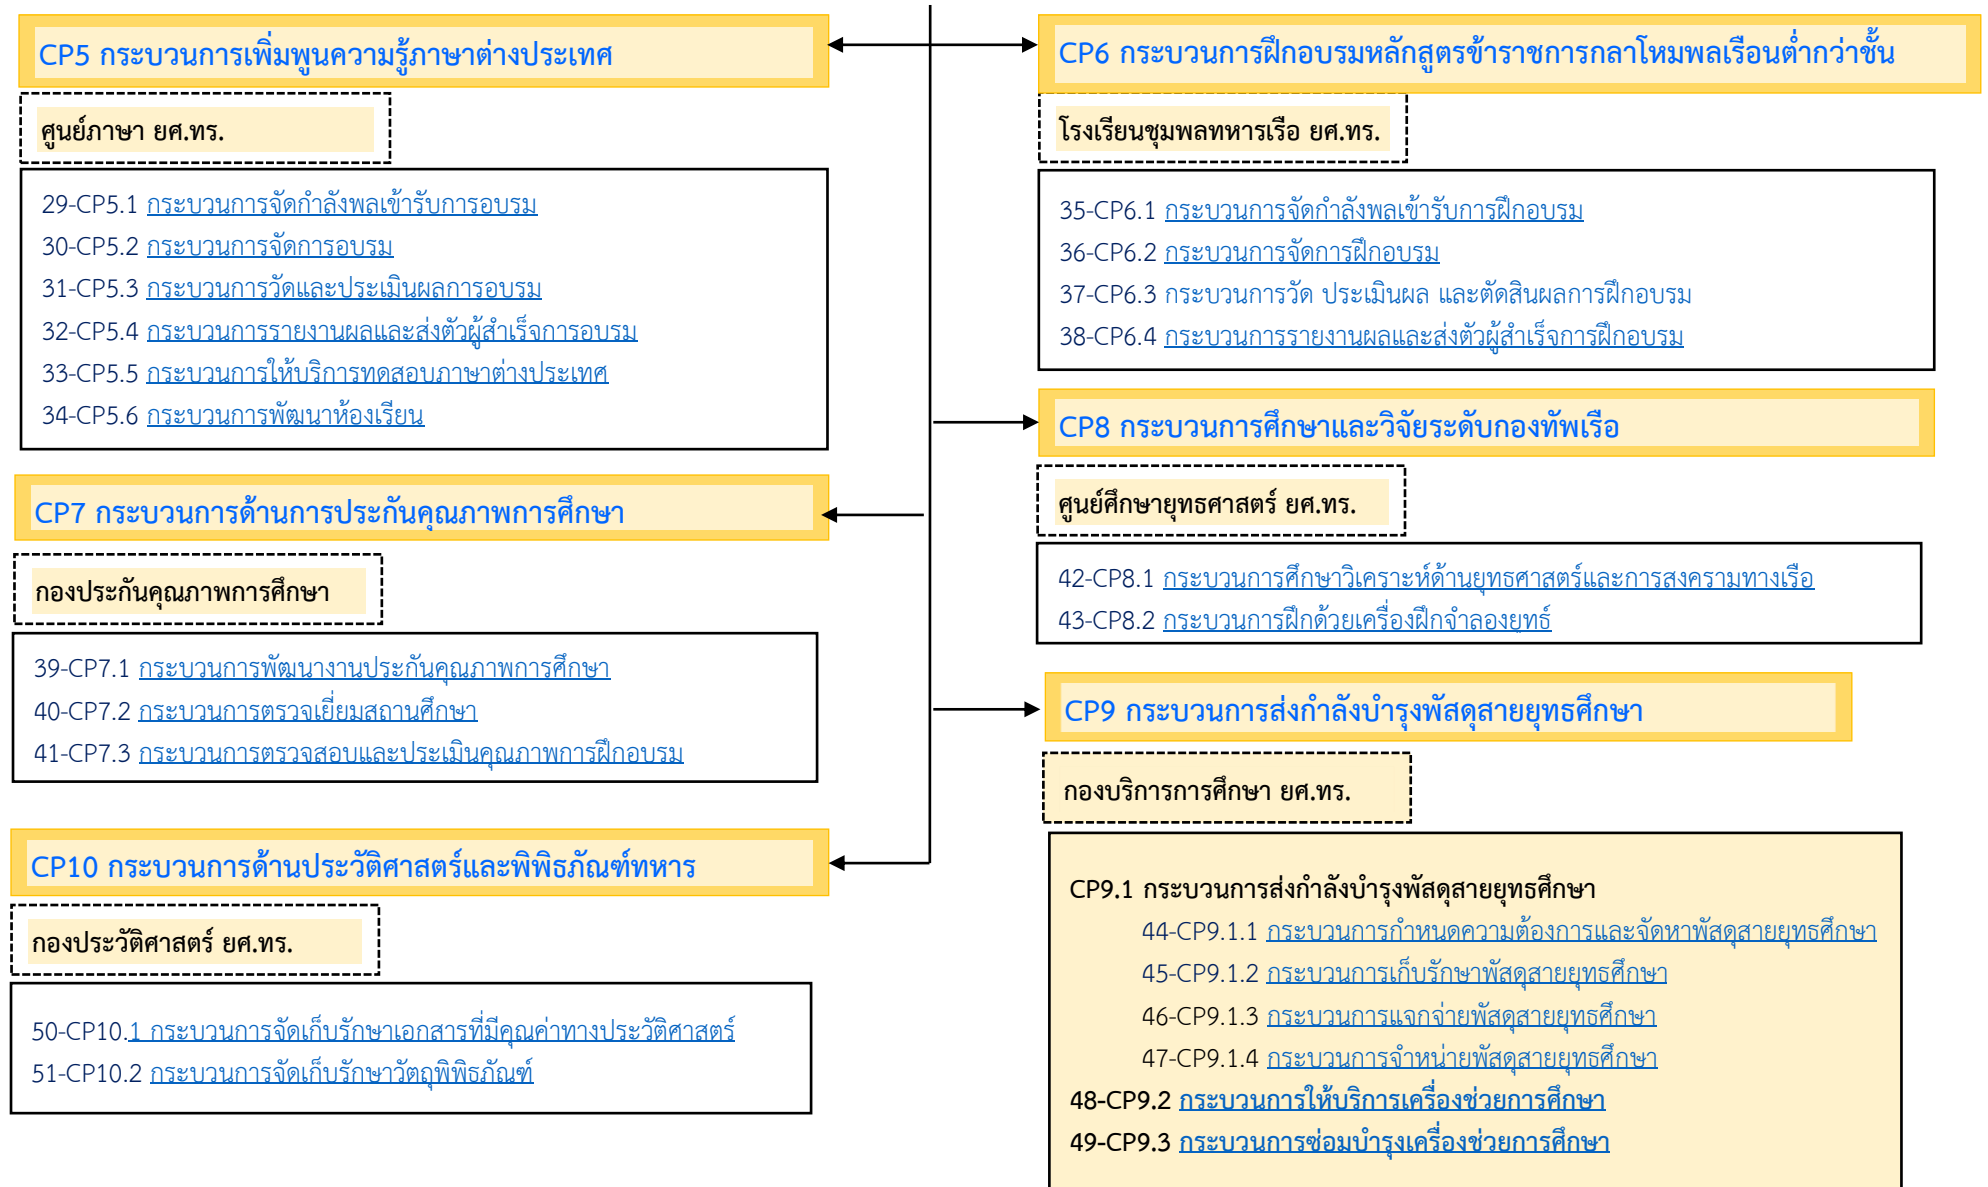 CP5 กระบวนการเพิ่มพูนความรู้ภาษาต่างประเทศ
ศูนย์ภาษา ยศ.ทร.
29-CP5.1 กระบวนการจัดกำลังพลเข้ารับการอบรม
30-CP5.2 กระบวนการจัดการอบรม
31-CP5.3 กระบวนการวัดและประเมินผลการอบรม
32-CP5.4 กระบวนการรายงานผลและส่งตัวผู้สำเร็จการอบรม
33-CP5.5 กระบวนการให้บริการทดสอบภาษาต่างประเทศ
34-CP5.6 กระบวนการพัฒนาห้องเรียน
CP6 กระบวนการฝึกอบรมหลักสูตรข้าราชการกลาโหมพลเรือนต่ำกว่าชั้น
โรงเรียนชุมพลทหารเรือ ยศ.ทร.
35-CP6.1 กระบวนการจัดกำลังพลเข้ารับการฝึกอบรม
36-CP6.2 กระบวนการจัดการฝึกอบรม
37-CP6.3 กระบวนการวัด ประเมินผล และตัดสินผลการฝึกอบรม
38-CP6.4 กระบวนการรายงานผลและส่งตัวผู้สำเร็จการฝึกอบรม
CP7 กระบวนการด้านการประกันคุณภาพการศึกษา
กองประกันคุณภาพการศึกษา
39-CP7.1 กระบวนการพัฒนางานประกันคุณภาพการศึกษา
40-CP7.2 กระบวนการตรวจเยี่ยมสถานศึกษา
41-CP7.3 กระบวนการตรวจสอบและประเมินคุณภาพการฝึกอบรม
CP8 กระบวนการศึกษาและวิจัยระดับกองทัพเรือ
ศูนย์ศึกษายุทธศาสตร์ ยศ.ทร.
42-CP8.1 กระบวนการศึกษาวิเคราะห์ด้านยุทธศาสตร์และการสงครามทางเรือ
43-CP8.2 กระบวนการฝึกด้วยเครื่องฝึกจำลองยุทธ์
CP9 กระบวนการส่งกำลังบำรุงพัสดุสายยุทธศึกษา
กองบริการการศึกษา ยศ.ทร.
CP9.1 กระบวนการส่งกำลังบำรุงพัสดุสายยุทธศึกษา
44-CP9.1.1 กระบวนการกำหนดความต้องการและจัดหาพัสดุสายยุทธศึกษา
45-CP9.1.2 กระบวนการเก็บรักษาพัสดุสายยุทธศึกษา
46-CP9.1.3 กระบวนการแจกจ่ายพัสดุสายยุทธศึกษา
47-CP9.1.4 กระบวนการจำหน่ายพัสดุสายยุทธศึกษา
48-CP9.2 กระบวนการให้บริการเครื่องช่วยการศึกษา
49-CP9.3 กระบวนการซ่อมบำรุงเครื่องช่วยการศึกษา
CP10 กระบวนการด้านประวัติศาสตร์และพิพิธภัณฑ์ทหาร
กองประวัติศาสตร์ ยศ.ทร.
50-CP10.1 กระบวนการจัดเก็บรักษาเอกสารที่มีคุณค่าทางประวัติศาสตร์
51-CP10.2 กระบวนการจัดเก็บรักษาวัตถุพิพิธภัณฑ์